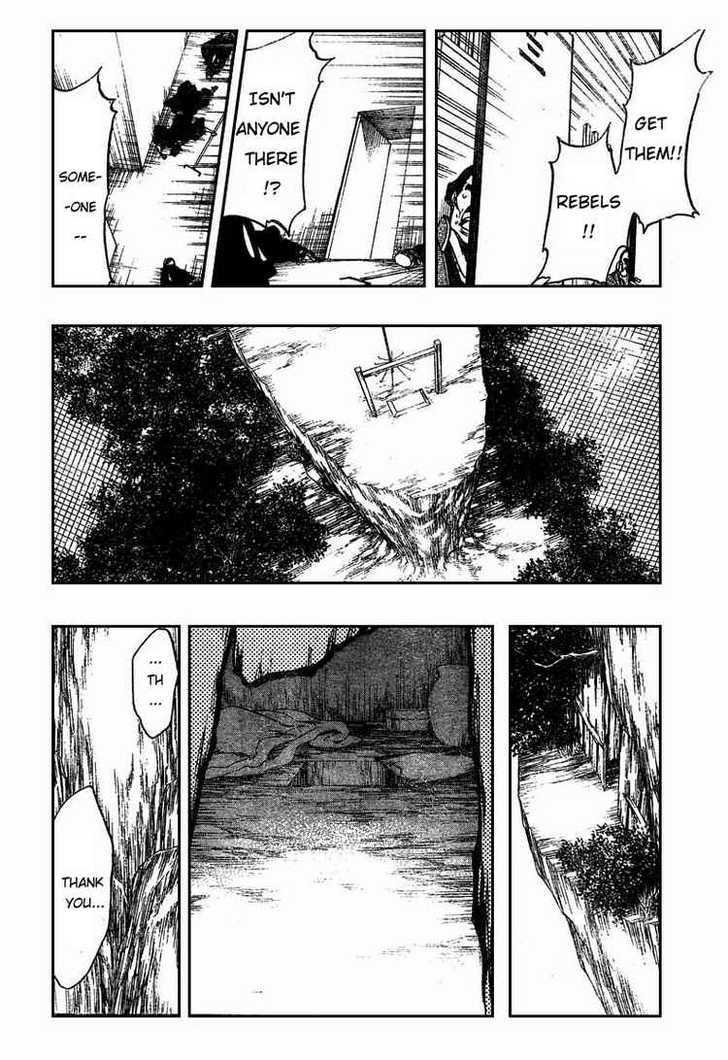 GET
THEM!!
REBELS
!!
ISN'T
ANYONE
THERE
!?
SOME-
-ONE
--
...
TH
...
THANK
YOU...